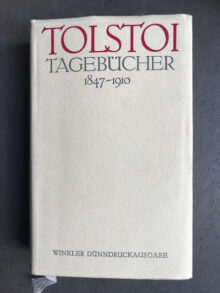 TOLSTOI
TAGEBÜCHER
1847–1910
WINKLER DÜNNDRUCKAUSGABE